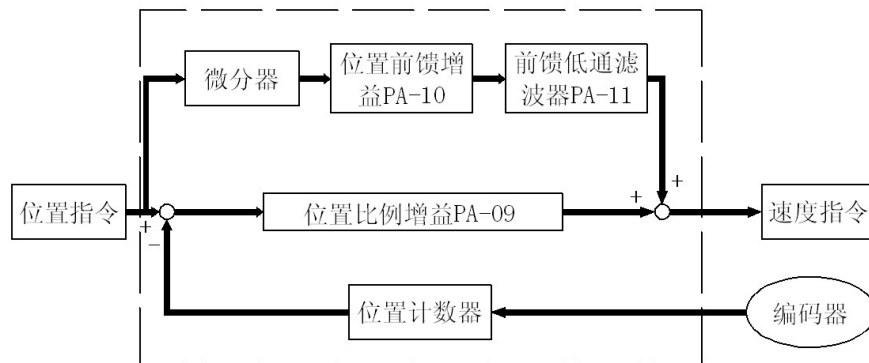 微分器
位置前馈增
益PA-10
前馈低通滤
波器PA-11
+
+
位置指令
+
−
位置比例增益PA-09
速度指令
位置计数器
编码器